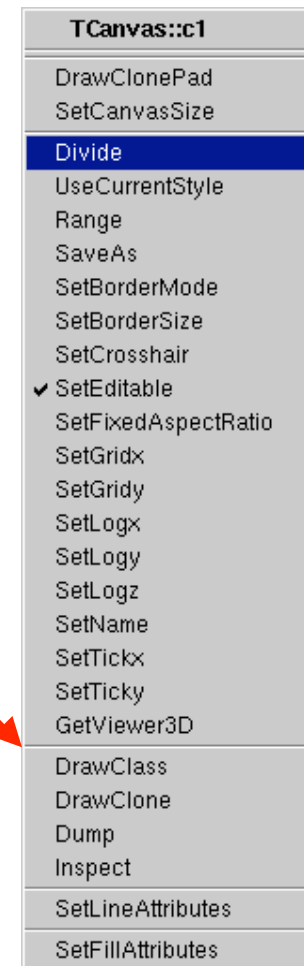 TCanvas::c1
DrawClonePad
SetCanvasSize
Divide
UseCurrentStyle
Range
SaveAs
SetBorderMode
SetBorderSize
SetCrosshair
SetEditable
SetFixedAspectRatio
SetGridx
SetGridy
SetLogx
SetLogy
SetLogz
SetName
SetTickx
SetTicky
GetViewer3D
DrawClass
DrawClone
Dump
Inspect
SetLineAttributes
SetFillAttributes